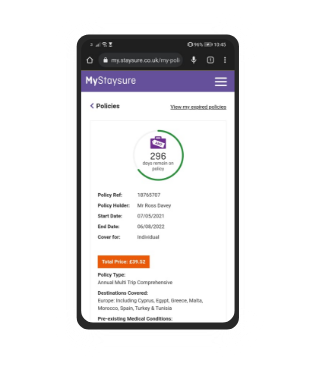 96% 13:45
my.staysure.co.uk/my-poli
MyStaysure
Policies
View my expired policies
296
days remain on
policy
Policy Ref: 18765787
Policy Holder: Mr Ross Davey
Start Date: 07/05/2021
End Date: 06/08/2022
Cover for: Individual
Total Price: £39.52
Policy Type:
Annual Multi Trip Comprehensive
Destinations Covered:
Europe: Including Cyprus, Egypt, Greece, Malta,
Morocco, Spain, Turkey & Tunisia
Pre-existing Medical Conditions: